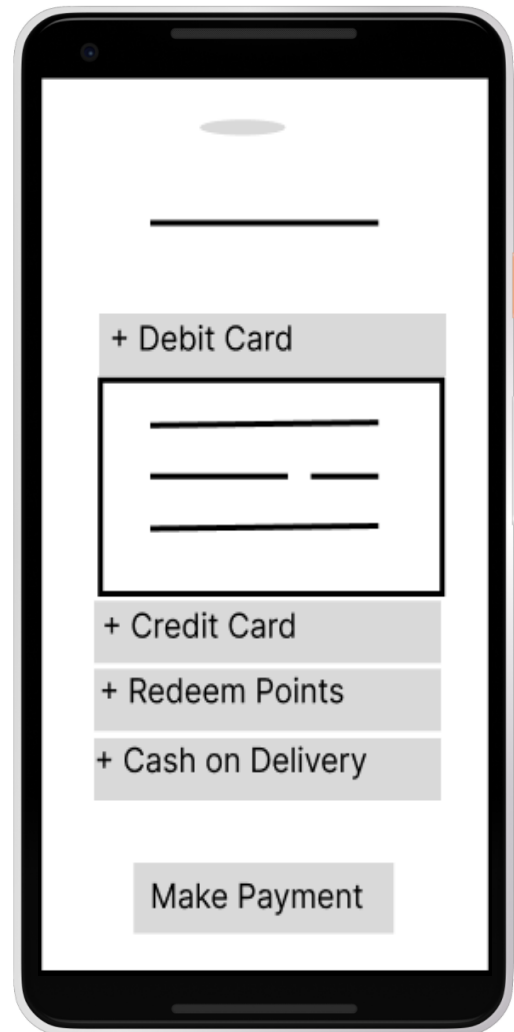 + Debit Card
+ Credit Card
+ Redeem Points
+ Cash on Delivery
Make Payment